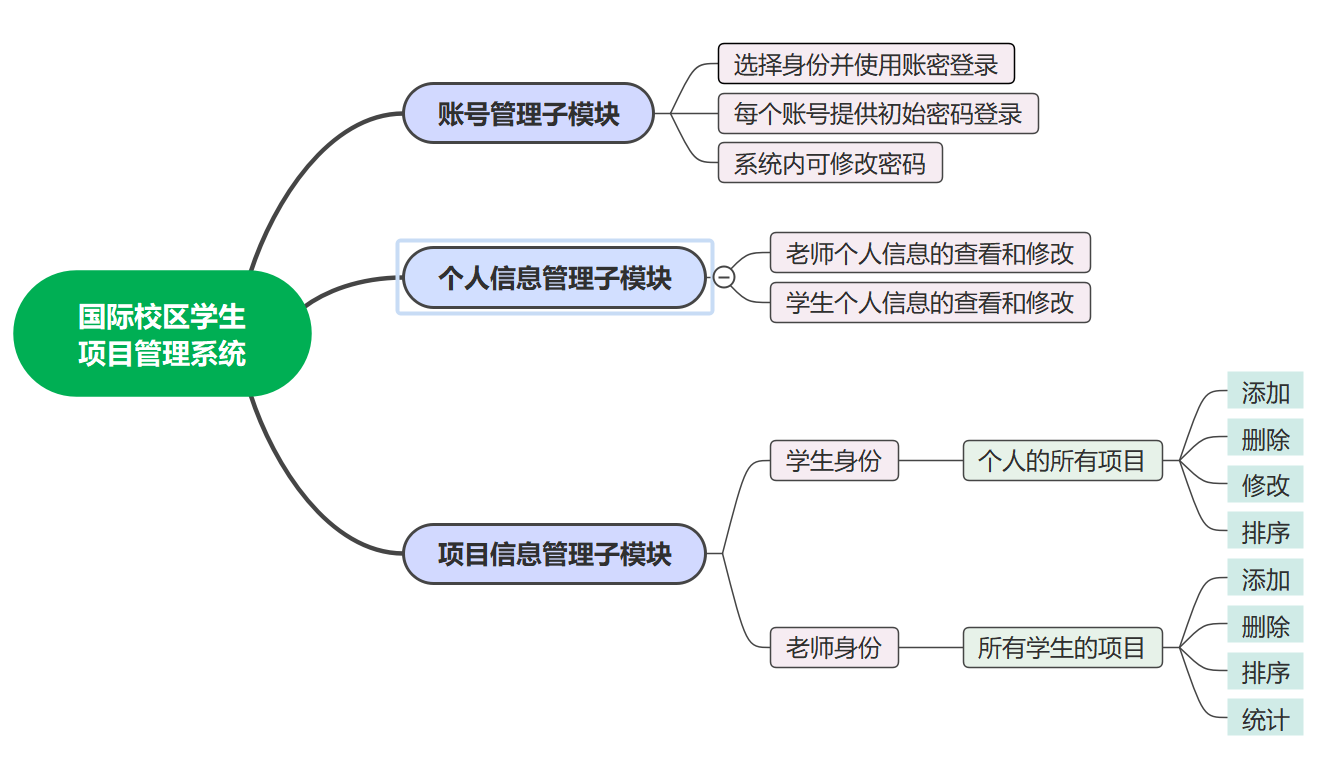 国际校区学生
项目管理系统
账号管理子模块
选择身份并使用账密登录
每个账号提供初始密码登录
系统内可修改密码
个人信息管理子模块
老师个人信息的查看和修改
学生个人信息的查看和修改
项目信息管理子模块
学生身份
个人的所有项目
添加
删除
修改
排序
老师身份
所有学生的项目
添加
删除
排序
统计